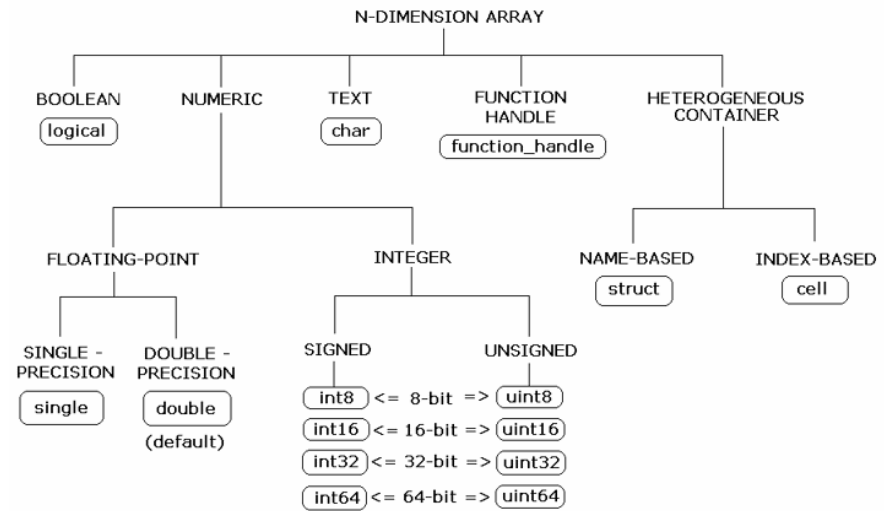 N-DIMENSION ARRAY
BOOLEAN NUMERIC TEXT FUNCTION HANDLE HETEROGENEOUS CONTAINER
logical char function_handle
FLOATING-POINT INTEGER NAME-BASED INDEX-BASED
struct cell
SINGLE - PRECISION DOUBLE - PRECISION SIGNED UNSIGNED
single double
(default)
int8 <= 8-bit => uint8
int16 <= 16-bit => uint16
int32 <= 32-bit => uint32
int64 <= 64-bit => uint64